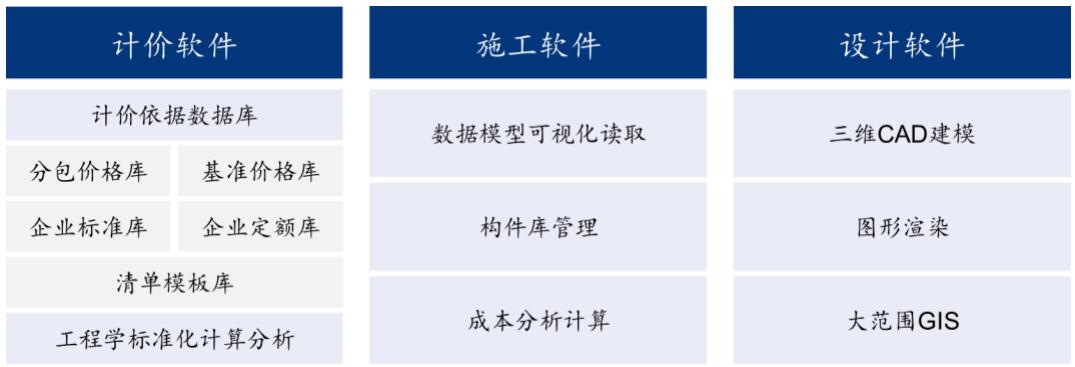 计价软件
计价依据数据库
分包价格库
基准价格库
企业标准库
企业定额库
清单模板库
工程学标准化计算分析
施工软件
数据模型可视化读取
构件库管理
成本分析计算
设计软件
三维CAD建模
图形渲染
大范围GIS